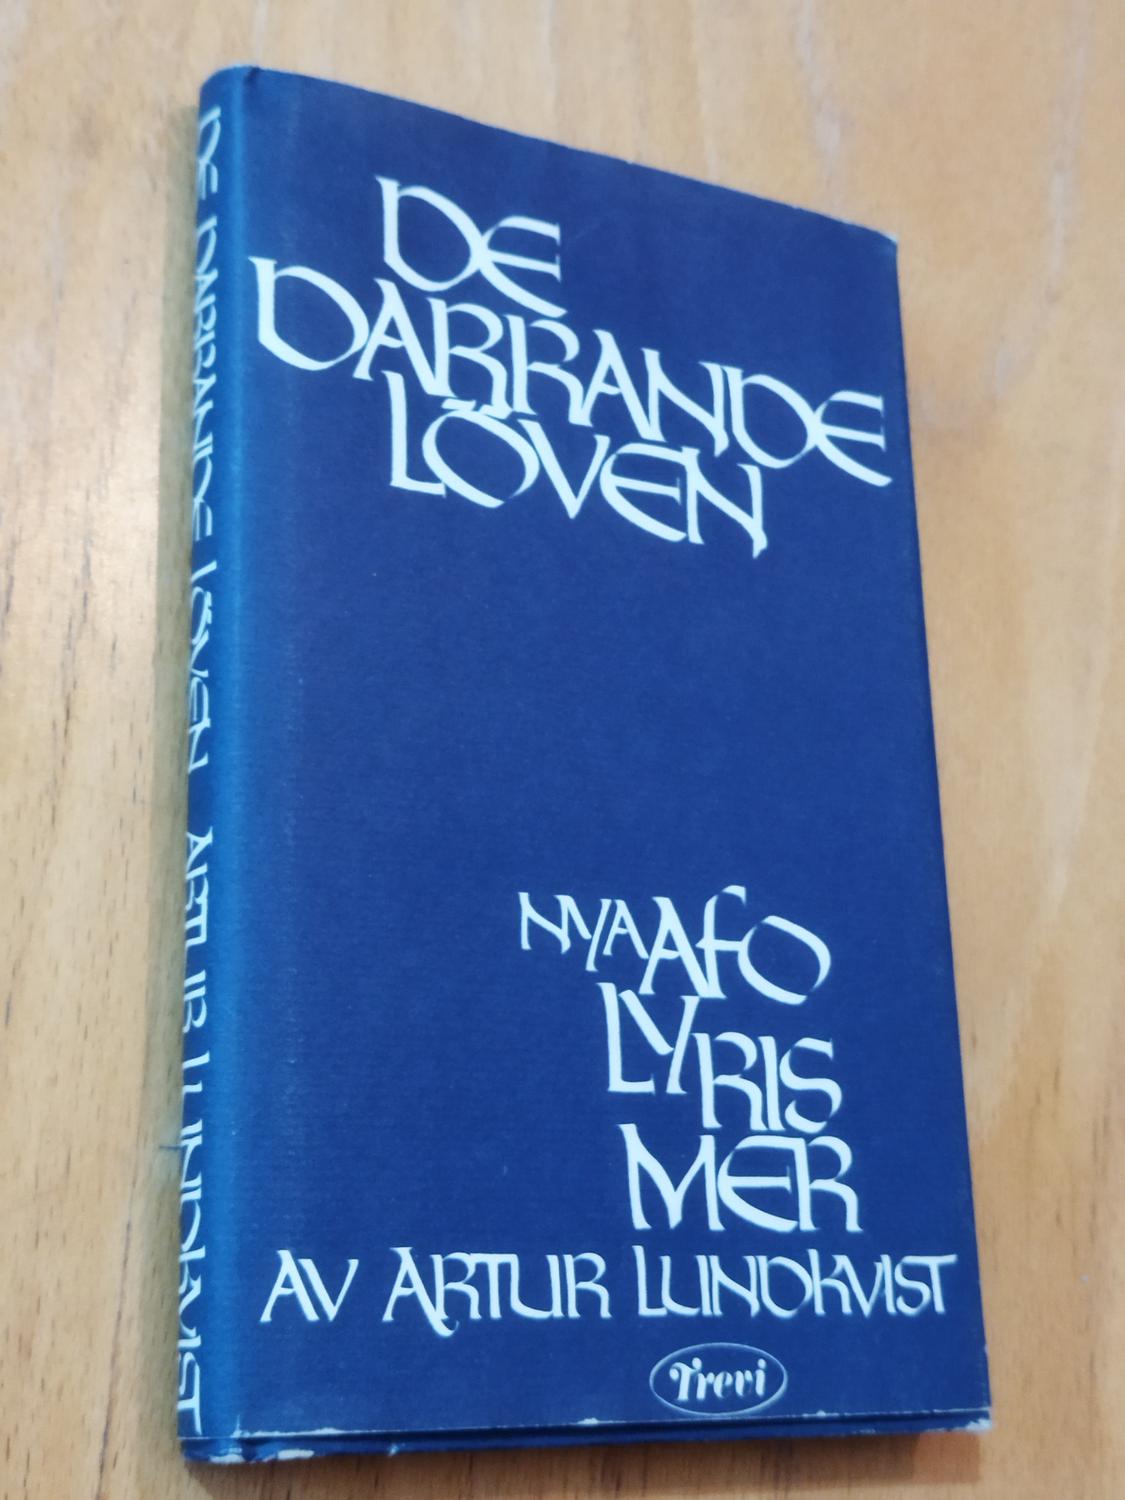 DE
DARRANDE
LÖVEN
NYA AFO
LYRIS
MER
AV ARTUR LUNDKVIST
Trevi
DE DARRANDE LÖVEN ARTUR LUNDKVIST